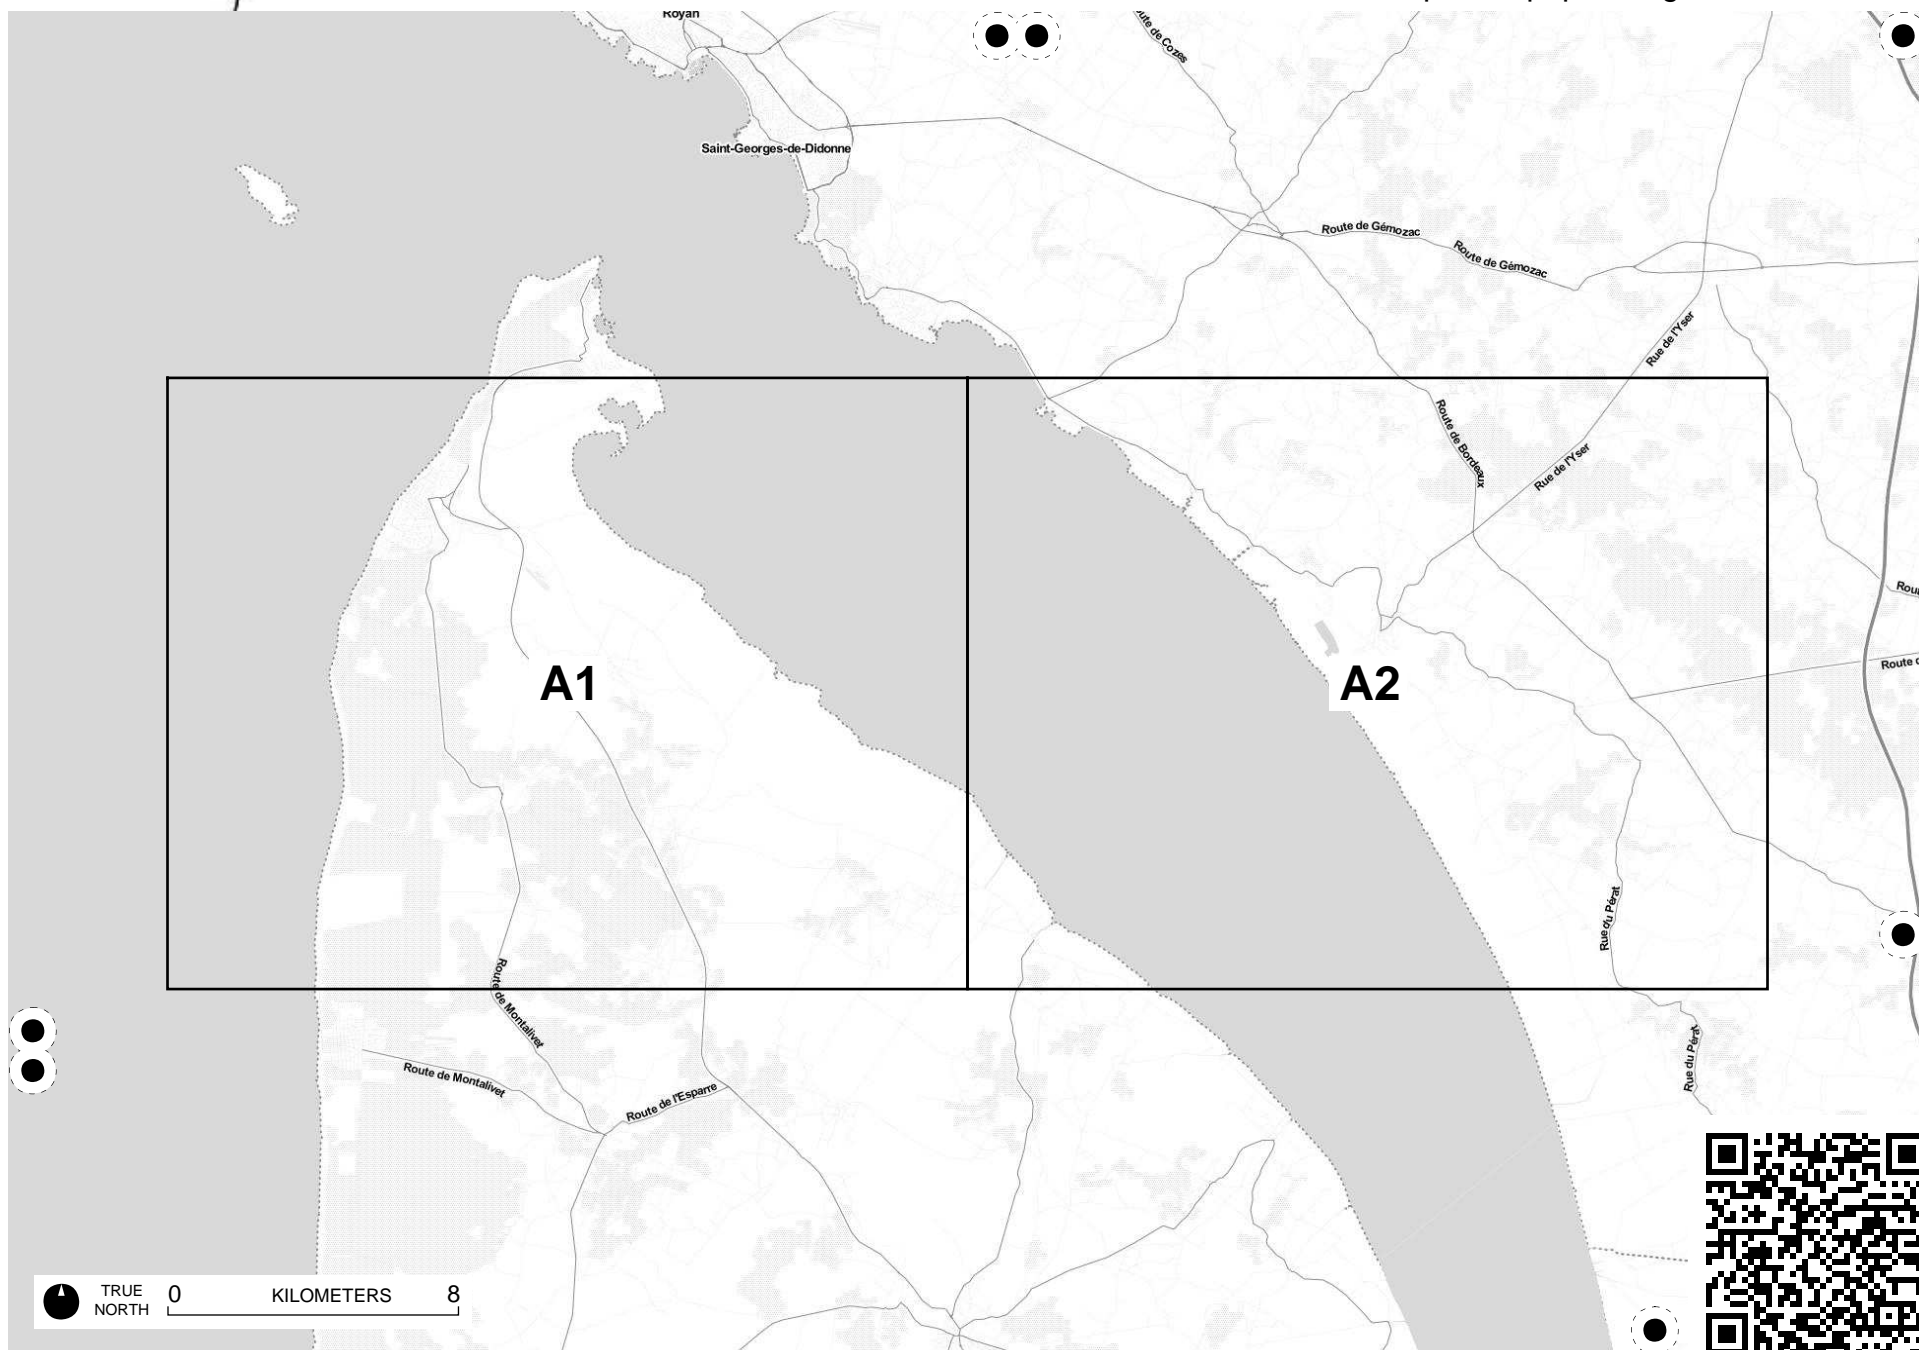 Royan
Route de Cozes
Saint-Georges-de-Didonne
Route de Gémozac
Route de Gémozac
Rue de l'Yser
Route de Bordeaux
Rue de l'Yser
A1
A2
Rue du Pérat
Route de Montalivet
Rue du Pérat
Route de Montalivet
Route de l'Esparre
TRUE
NORTH
0 KILOMETERS 8